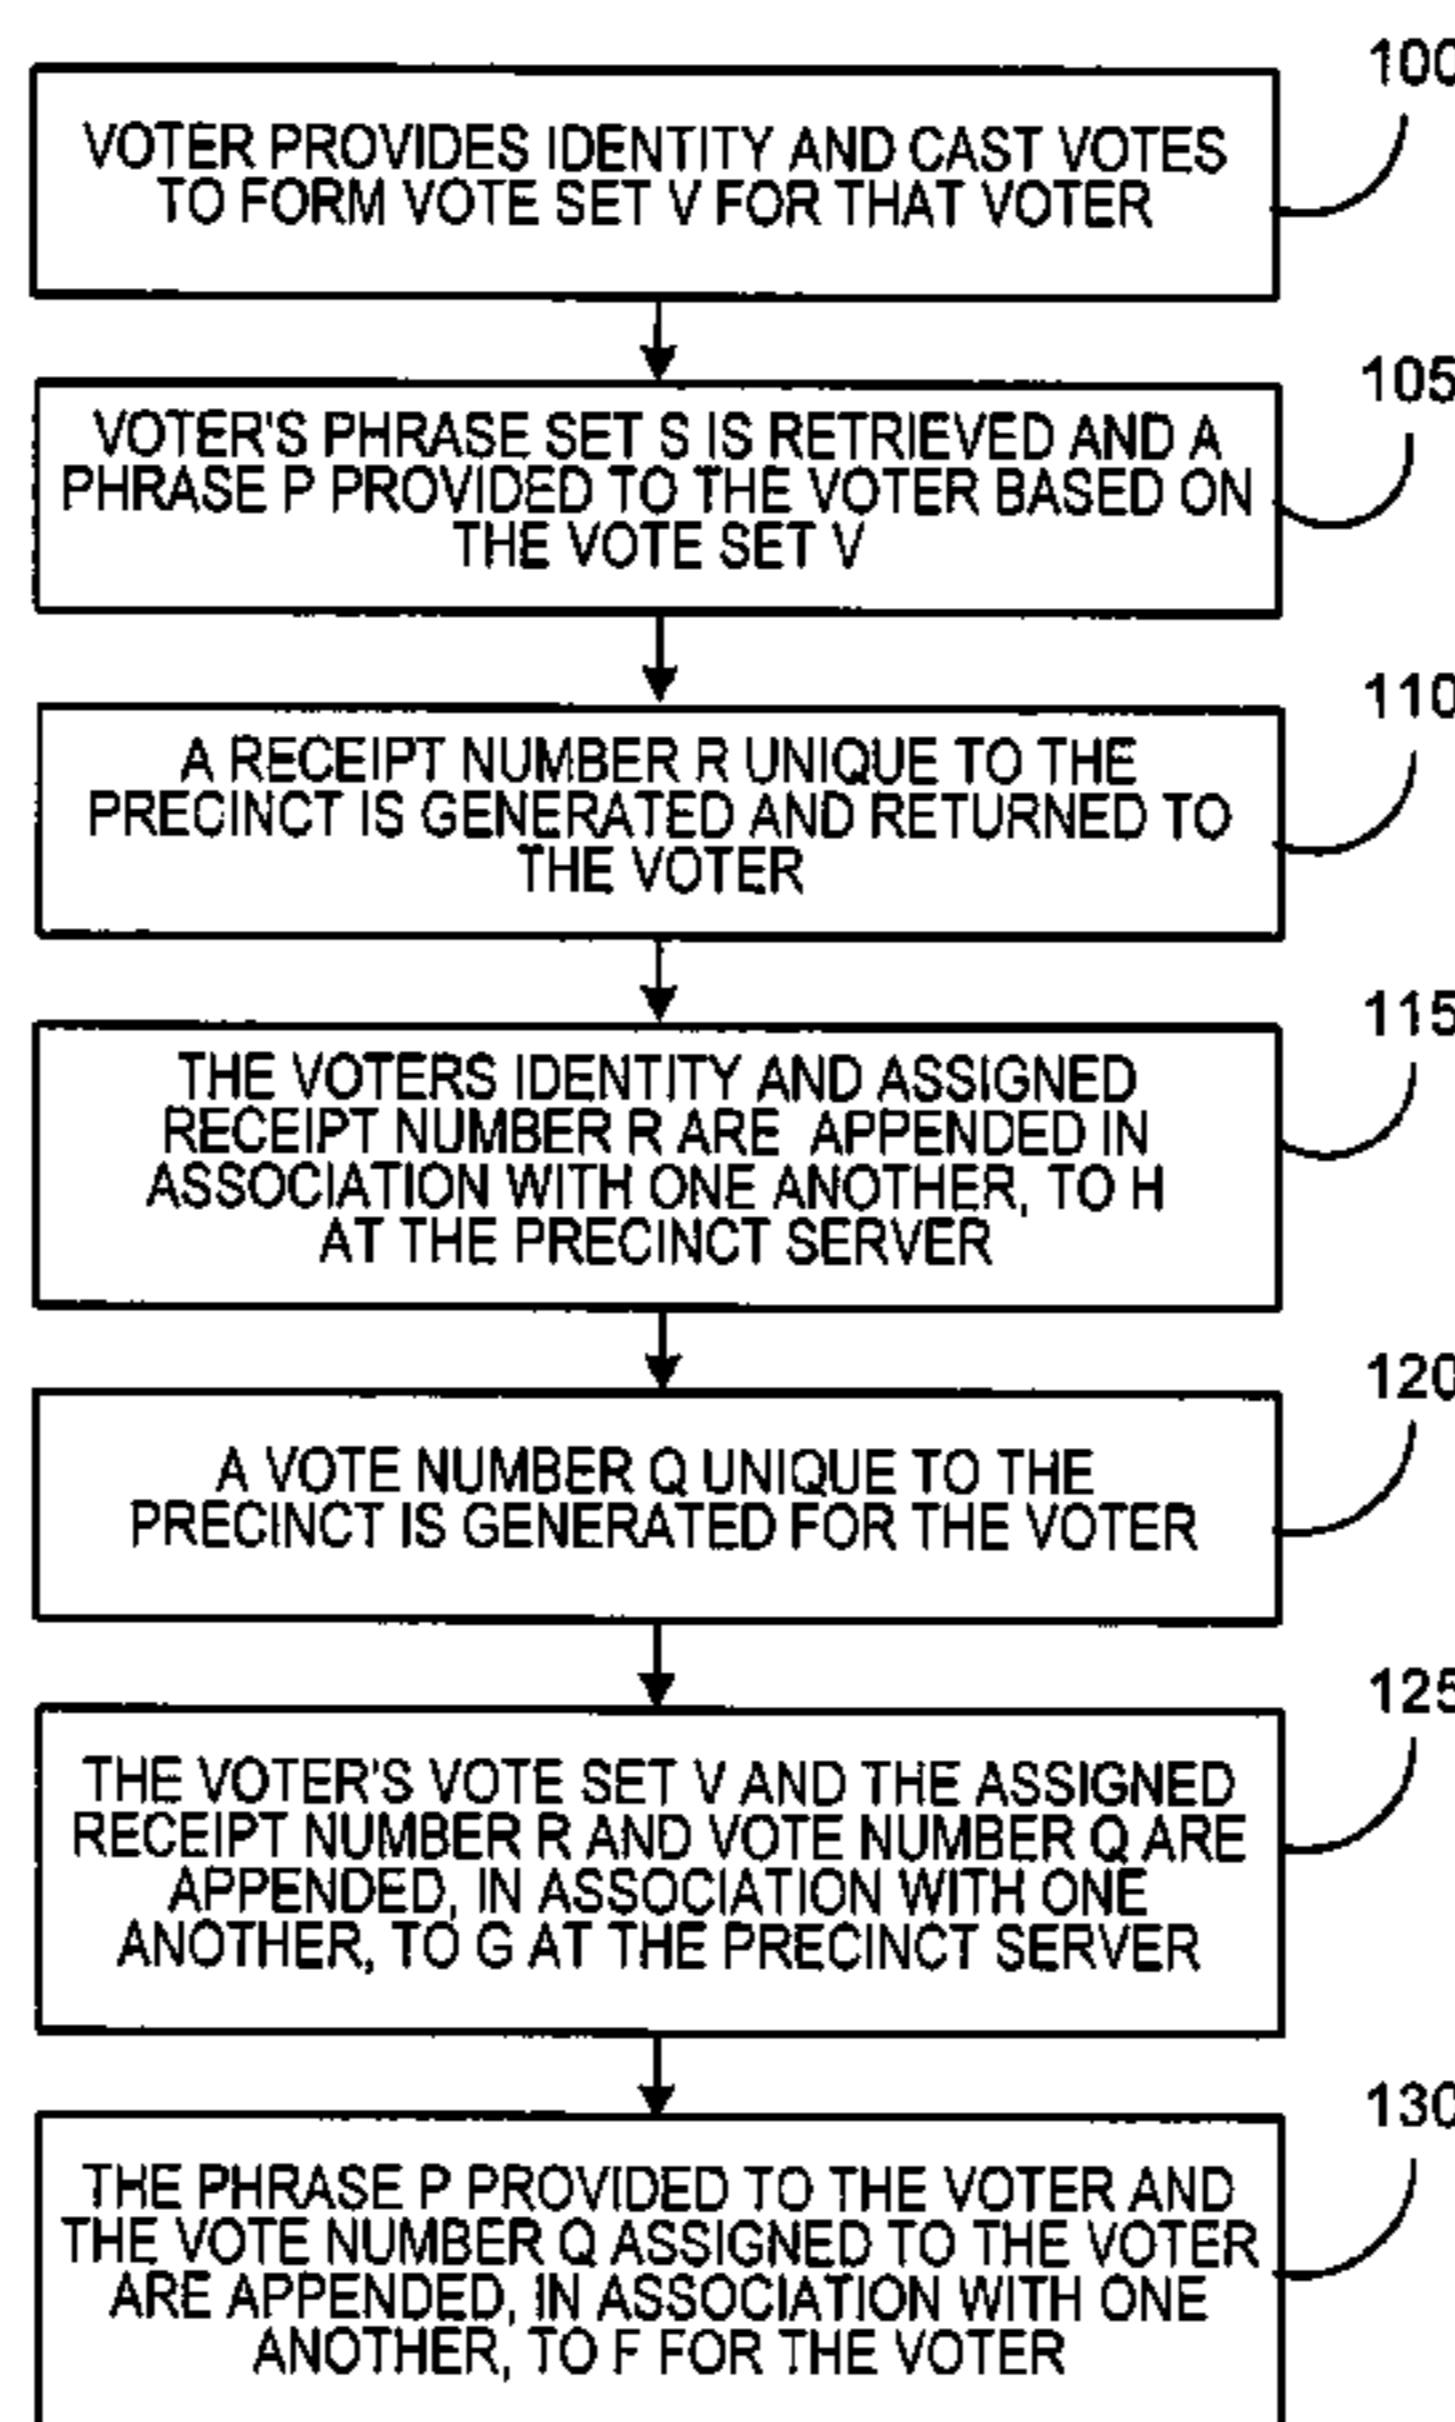 100
VOTER PROVIDES IDENTITY AND CAST VOTES
TO FORM VOTE SET V FOR THAT VOTER
105
VOTER'S PHRASE SET S IS RETRIEVED AND A
PHRASE P PROVIDED TO THE VOTER BASED ON
THE VOTE SET V
110
A RECEIPT NUMBER R UNIQUE TO THE
PRECINCT IS GENERATED AND RETURNED TO
THE VOTER
115
THE VOTERS IDENTITY AND ASSIGNED
RECEIPT NUMBER R ARE APPENDED IN
ASSOCIATION WITH ONE ANOTHER, TO H
AT THE PRECINCT SERVER
120
A VOTE NUMBER Q UNIQUE TO THE
PRECINCT IS GENERATED FOR THE VOTER
125
THE VOTER'S VOTE SET V AND THE ASSIGNED
RECEIPT NUMBER R AND VOTE NUMBER Q ARE
APPENDED, IN ASSOCIATION WITH ONE
ANOTHER, TO G AT THE PRECINCT SERVER
130
THE PHRASE P PROVIDED TO THE VOTER AND
THE VOTE NUMBER Q ASSIGNED TO THE VOTER
ARE APPENDED, IN ASSOCIATION WITH ONE
ANOTHER, TO F FOR THE VOTER